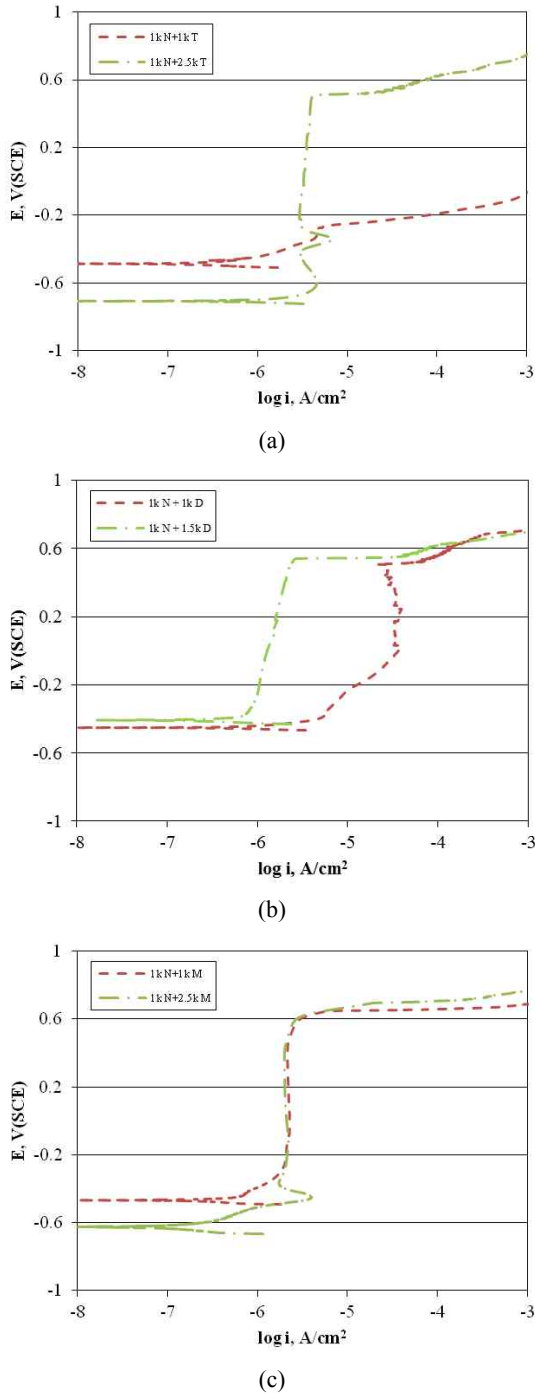 1
1k N+1k T
1k N+2.5k T
0.6
E, V(SCE)
0.2
-0.2
-0.6
-1
-8 -7 -6 -5 -4 -3
log i, A/cm²
(a)
1
1k N + 1k D
1k N + 1.5k D
0.6
E, V(SCE)
0.2
-0.2
-0.6
-1
-8 -7 -6 -5 -4 -3
log i, A/cm²
(b)
1
1k N+1k M
1k N+2.5k M
0.6
E, V(SCE)
0.2
-0.2
-0.6
-1
-8 -7 -6 -5 -4 -3
log i, A/cm²
(c)